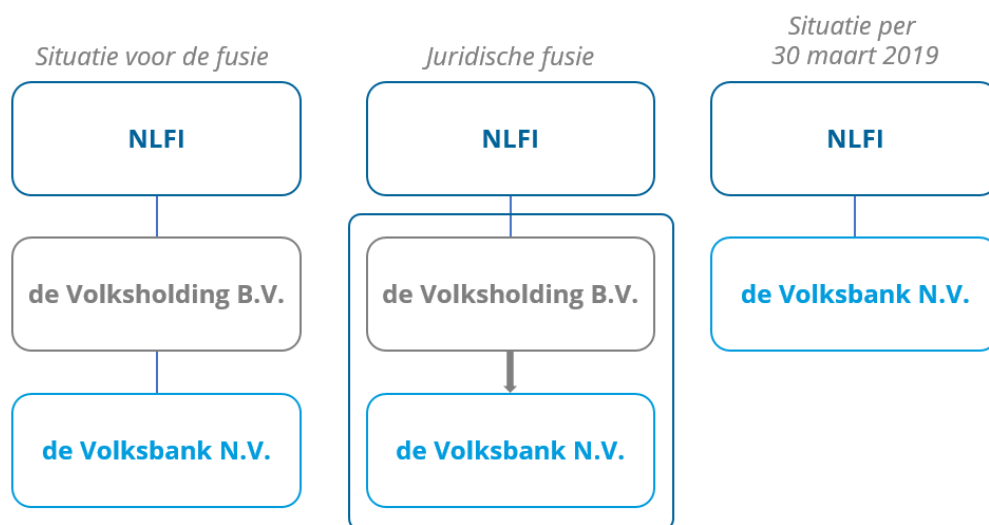 Situatie voor de fusie
NLFI
de Volksholding B.V.
de Volksbank N.V.
Juridische fusie
NLFI
de Volksholding B.V.
de Volksbank N.V.
Situatie per
30 maart 2019
NLFI
de Volksbank N.V.